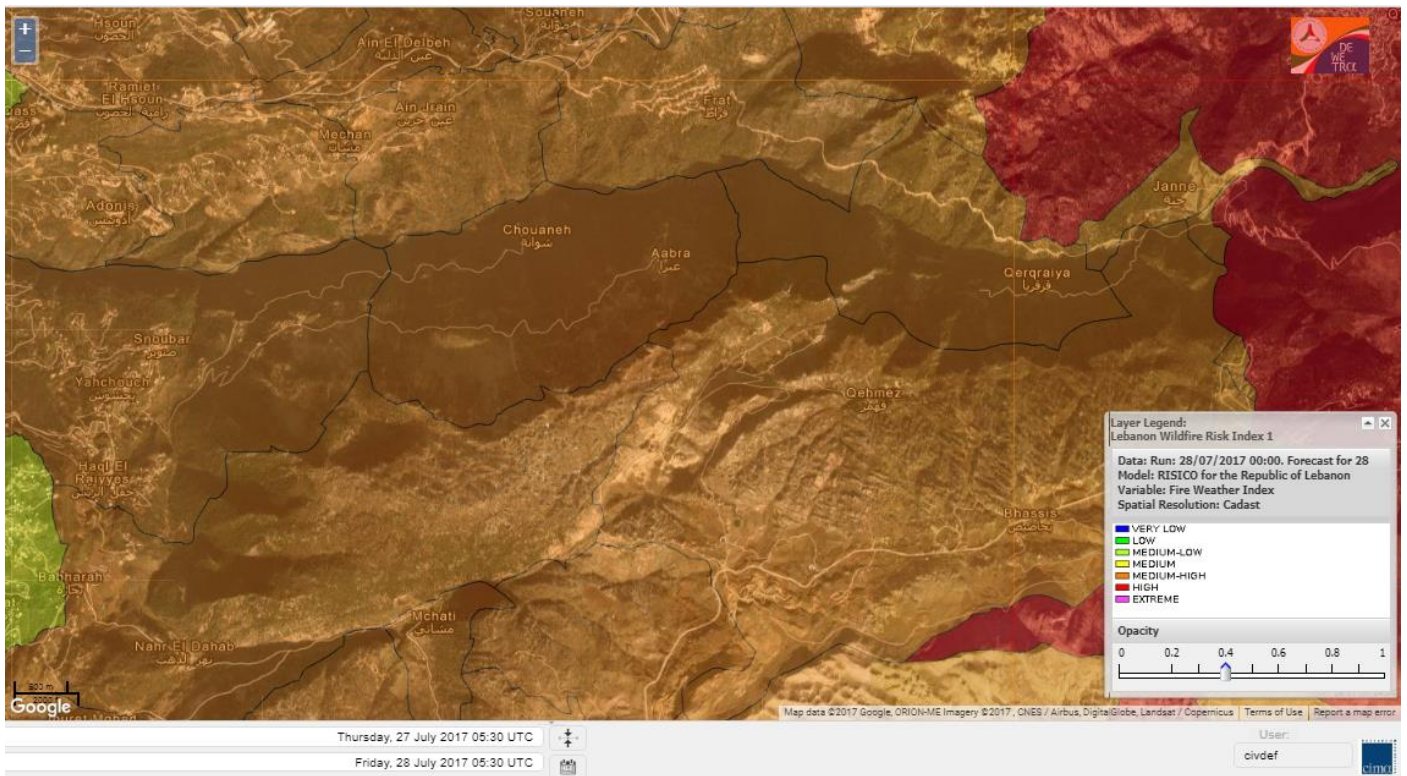 +
−
Hsoun
الحصون
Souaneh
صوانة
Ain El Delbeh
عين الدلبة
DE
WE
TRA
Ramiet
El Hsoun
رامية الحصون
Ain Jrain
عين جرين
Frat
فراط
Mechan
مشان
Adonis
أدونيس
Janne
جنة
Chouaneh
شوانة
Aabra
عبرا
Qerqraiya
قرقريا
Snoubar
صنوبر
Yahchouch
يحشوش
Qehmez
قهمز
Haql El
Raiyyes
حقل الريس
Bhassis
بحاصيص
Layer Legend:
Lebanon Wildfire Risk Index 1
Data: Run: 28/07/2017 00:00. Forecast for 28
Model: RISICO for the Republic of Lebanon
Variable: Fire Weather Index
Spatial Resolution: Cadast
VERY LOW
LOW
MEDIUM-LOW
MEDIUM
MEDIUM-HIGH
HIGH
EXTREME
Opacity
0 0.2 0.4 0.6 0.8 1
Bahharah
بحارة
Mchati
مشاتي
Nahr El Dahab
نهر الذهب
500 m
Google
Map data ©2017 Google, ORION-ME Imagery ©2017 , CNES / Airbus, DigitalGlobe, Landsat / Copernicus Terms of Use Report a map error
Thursday, 27 July 2017 05:30 UTC
Friday, 28 July 2017 05:30 UTC
User:
civdef
cima